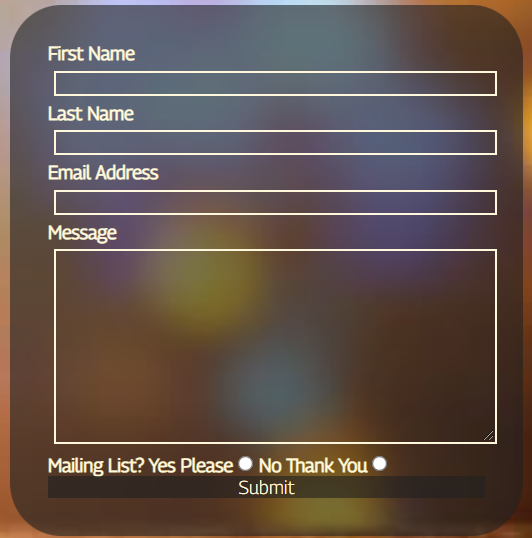 First Name
Last Name
Email Address
Message
Mailing List? Yes Please No Thank You
Submit